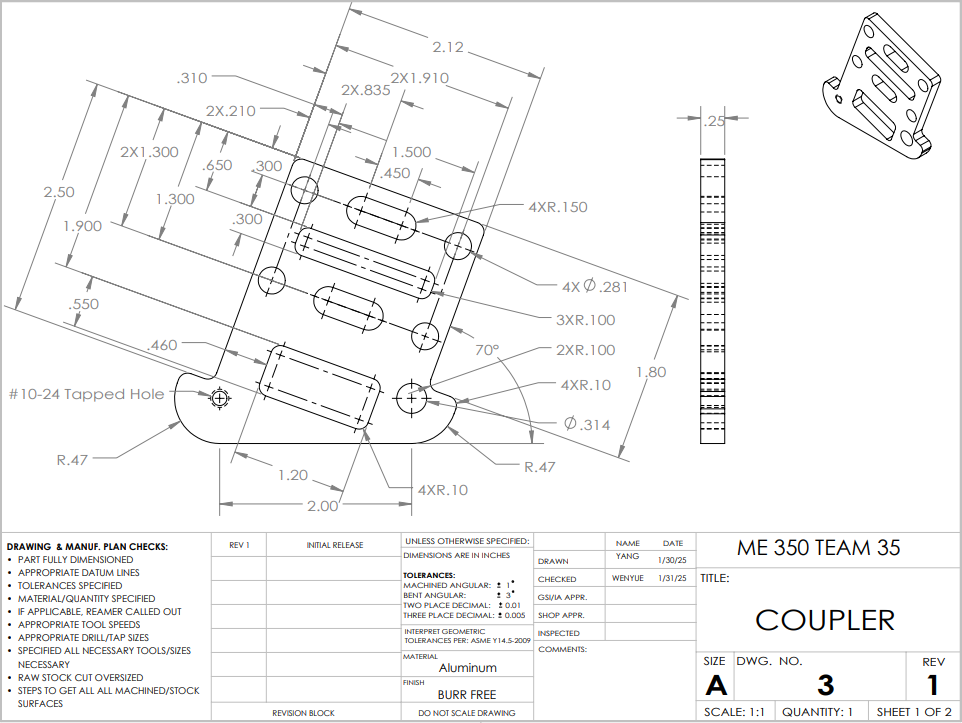 2.12
.310
2X1.910
2X.835
2X.210
.25
2X1.300
1.500
.650
.300
.450
2.50
1.300
4XR.150
.300
1.900
4X Ø .281
.550
3XR.100
.460
70°
2XR.100
1.80
#10-24 Tapped Hole
4XR.10
Ø .314
R.47
R.47
1.20
4XR.10
2.00
DRAWING & MANUF. PLAN CHECKS:
• PART FULLY DIMENSIONED
• APPROPRIATE DATUM LINES
• TOLERANCES SPECIFIED
• MATERIAL/QUANTITY SPECIFIED
• IF APPLICABLE, REAMER CALLED OUT
• APPROPRIATE TOOL SPEEDS
• APPROPRIATE DRILL/TAP SIZES
• SPECIFIED ALL NECESSARY TOOLS/SIZES
NECESSARY
• RAW STOCK CUT OVERSIZED
• STEPS TO GET ALL ALL MACHINED/STOCK
SURFACES
REV 1 INITIAL RELEASE
REVISION BLOCK
UNLESS OTHERWISE SPECIFIED:
DIMENSIONS ARE IN INCHES
TOLERANCES:
MACHINED ANGULAR: ± 1°
BENT ANGULAR: ± 3°
TWO PLACE DECIMAL: ± 0.01
THREE PLACE DECIMAL: ± 0.005
INTERPRET GEOMETRIC
TOLERANCES PER: ASME Y14.5-2009
MATERIAL
Aluminum
FINISH
BURR FREE
DO NOT SCALE DRAWING
NAME DATE
DRAWN YANG 1/30/25
CHECKED WENYUE 1/31/25
GSI/IA APPR.
SHOP APPR.
INSPECTED
COMMENTS:
ME 350 TEAM 35
TITLE:
COUPLER
SIZE DWG. NO. REV
A 3 1
SCALE: 1:1 QUANTITY: 1 SHEET 1 OF 2